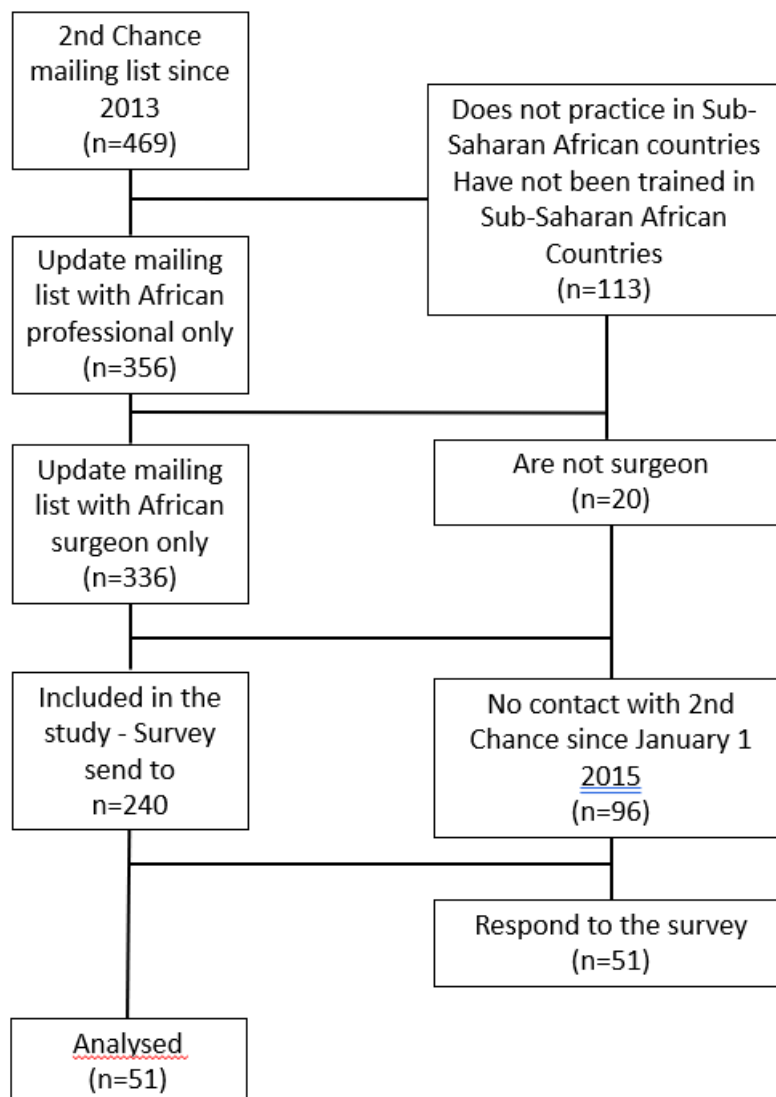 2nd Chance
mailing list since
2013
(n=469)
Does not practice in Sub-
Saharan African countries
Have not been trained in
Sub-Saharan African
Countries
(n=113)
Update mailing
list with African
professional only
(n=356)
Update mailing
list with African
surgeon only
(n=336)
Are not surgeon
(n=20)
Included in the
study - Survey
send to
n=240
No contact with 2nd
Chance since January 1
2015
(n=96)
Respond to the survey
(n=51)
Analysed
(n=51)